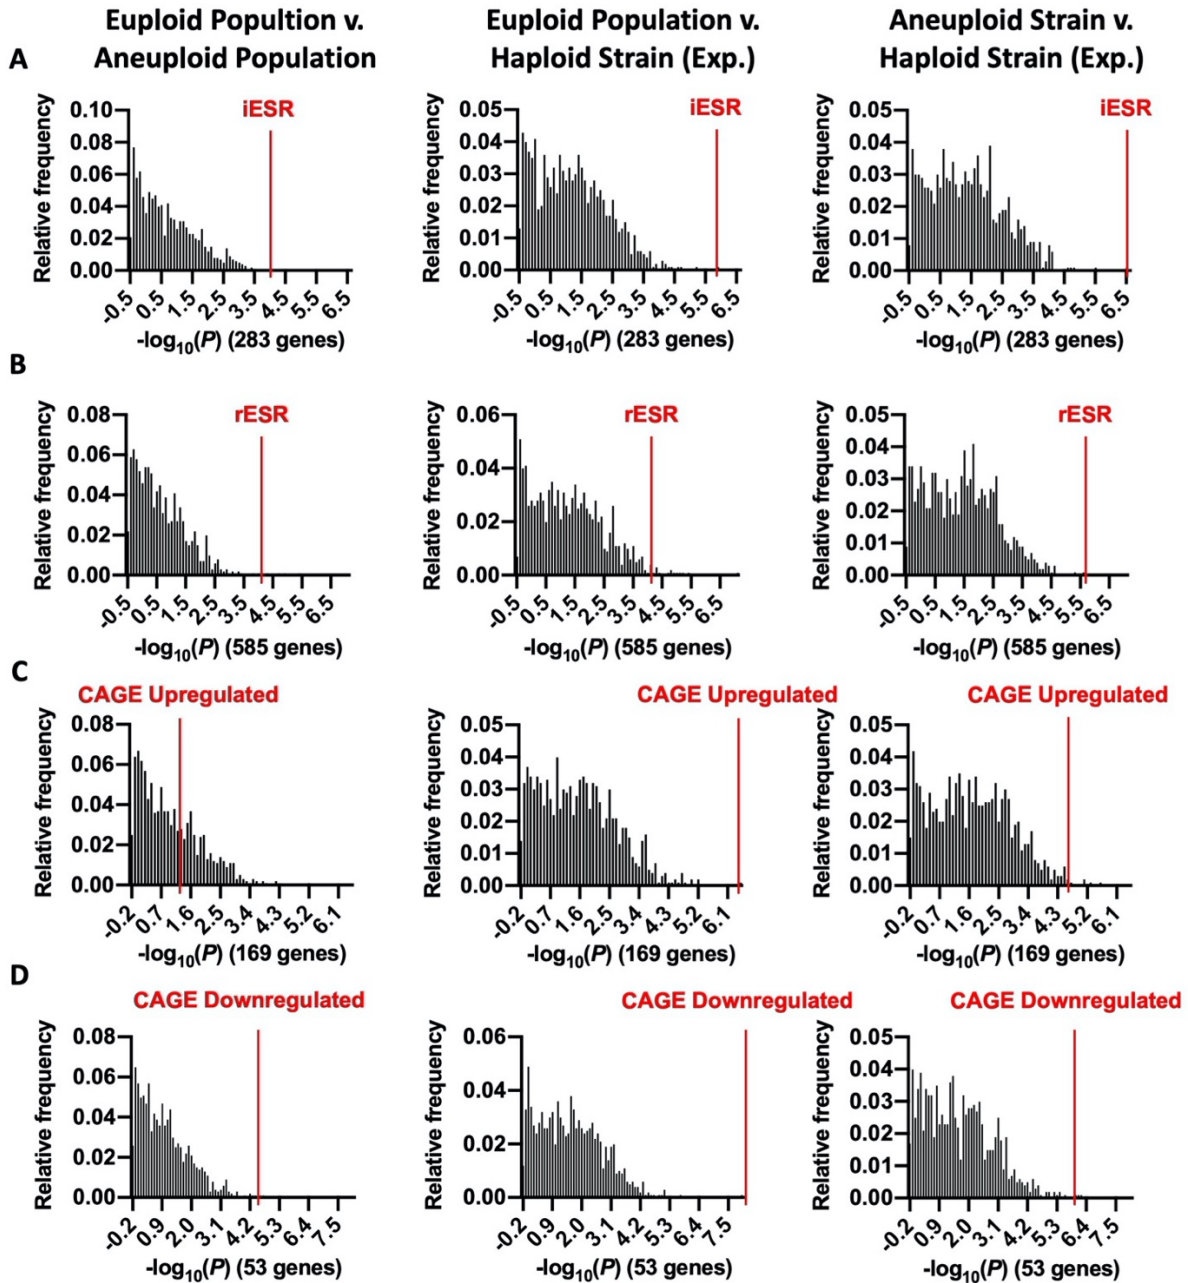 Euploid Popultion v.
Aneuploid Population
Euploid Population v.
Haploid Strain (Exp.)
Aneuploid Strain v.
Haploid Strain (Exp.)
A
iESR
Relative frequency
0.10
0.08
0.06
0.04
0.02
0.00
-0.5 0.5 1.5 2.5 3.5 4.5 5.5 6.5
-log10(P) (283 genes)
iESR
Relative frequency
0.05
0.04
0.03
0.02
0.01
0.00
-0.5 0.5 1.5 2.5 3.5 4.5 5.5 6.5
-log10(P) (283 genes)
iESR
Relative frequency
0.05
0.04
0.03
0.02
0.01
0.00
-0.5 0.5 1.5 2.5 3.5 4.5 5.5 6.5
-log10(P) (283 genes)
B
rESR
Relative frequency
0.08
0.06
0.04
0.02
0.00
-0.5 0.5 1.5 2.5 3.5 4.5 5.5 6.5
-log10(P) (585 genes)
rESR
Relative frequency
0.06
0.04
0.02
0.00
-0.5 0.5 1.5 2.5 3.5 4.5 5.5 6.5
-log10(P) (585 genes)
rESR
Relative frequency
0.05
0.04
0.03
0.02
0.01
0.00
-0.5 0.5 1.5 2.5 3.5 4.5 5.5 6.5
-log10(P) (585 genes)
C
CAGE Upregulated
Relative frequency
0.08
0.06
0.04
0.02
0.00
-0.2 0.7 1.6 2.5 3.4 4.3 5.2 6.1
-log10(P) (169 genes)
CAGE Upregulated
Relative frequency
0.05
0.04
0.03
0.02
0.01
0.00
-0.2 0.7 1.6 2.5 3.4 4.3 5.2 6.1
-log10(P) (169 genes)
CAGE Upregulated
Relative frequency
0.05
0.04
0.03
0.02
0.01
0.00
-0.2 0.7 1.6 2.5 3.4 4.3 5.2 6.1
-log10(P) (169 genes)
D
CAGE Downregulated
Relative frequency
0.08
0.06
0.04
0.02
0.00
-0.2 0.9 2.0 3.1 4.2 5.3 6.4 7.5
-log10(P) (53 genes)
CAGE Downregulated
Relative frequency
0.06
0.04
0.02
0.00
-0.2 0.9 2.0 3.1 4.2 5.3 6.4 7.5
-log10(P) (53 genes)
CAGE Downregulated
Relative frequency
0.05
0.04
0.03
0.02
0.01
0.00
-0.2 0.9 2.0 3.1 4.2 5.3 6.4 7.5
-log10(P) (53 genes)